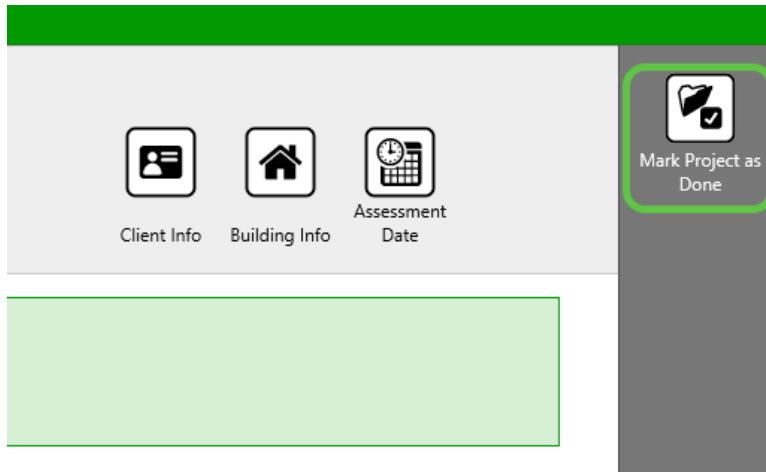 Mark Project as
Done
Client Info
Building Info
Assessment
Date